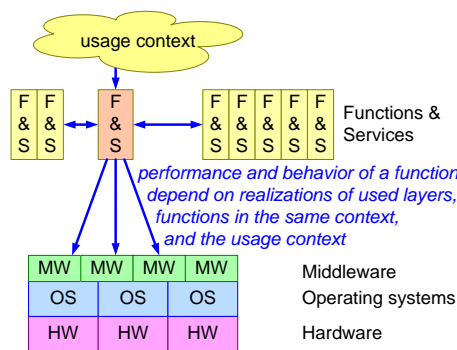 usage context
F & S
F & S
F & S
F & S
F & S
F & S
F & S
F & S
Functions &
Services
performance and behavior of a function
depend on realizations of used layers,
functions in the same context,
and the usage context
MW MW MW MW
Middleware
OS OS OS
Operating systems
HW HW HW
Hardware